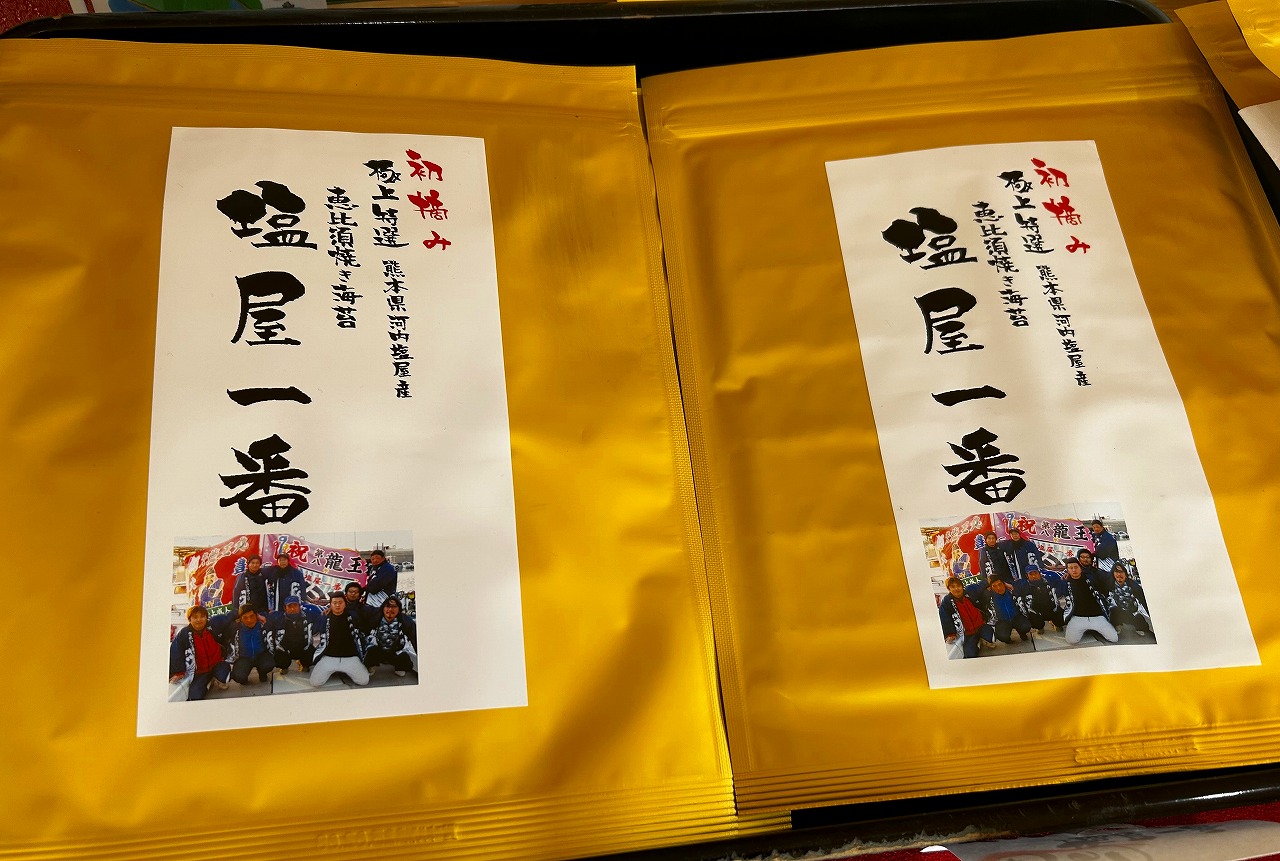 初摘み
極上特選 熊本県河内塩屋産
恵比須焼き海苔
塩屋一番
祝
龍王
初摘み
極上特選 熊本県河内塩屋産
恵比須焼き海苔
塩屋一番
祝
龍王